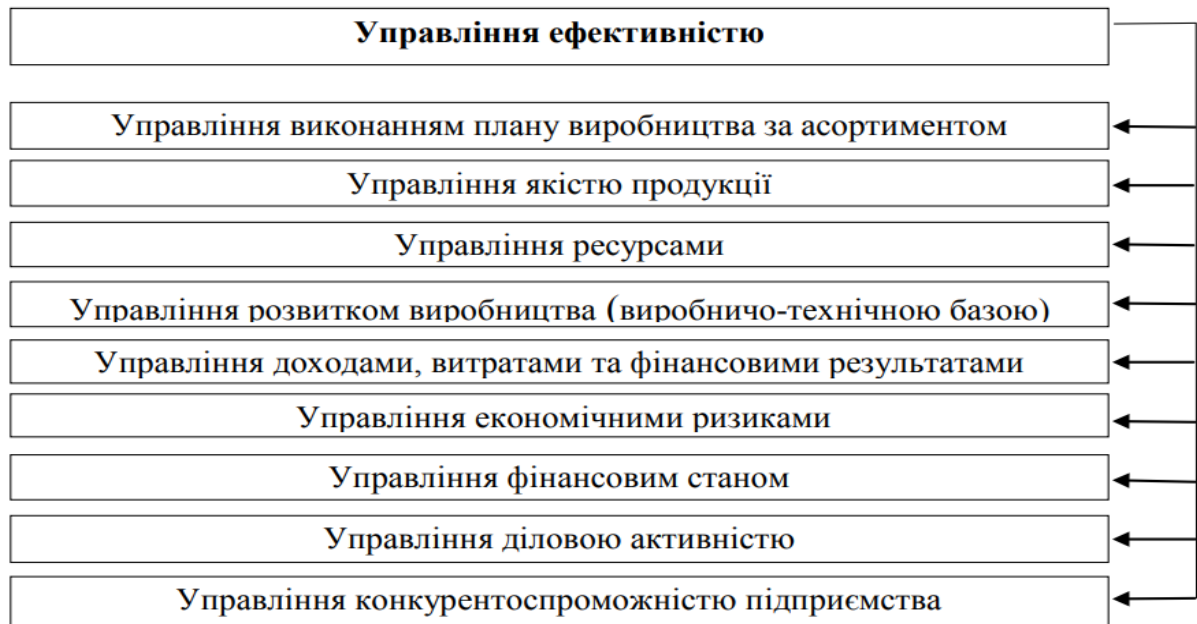 Управління ефективністю
Управління виконанням плану виробництва за асортиментом
Управління якістю продукції
Управління ресурсами
Управління розвитком виробництва (виробничо-технічною базою)
Управління доходами, витратами та фінансовими результатами
Управління економічними ризиками
Управління фінансовим станом
Управління діловою активністю
Управління конкурентоспроможністю підприємства